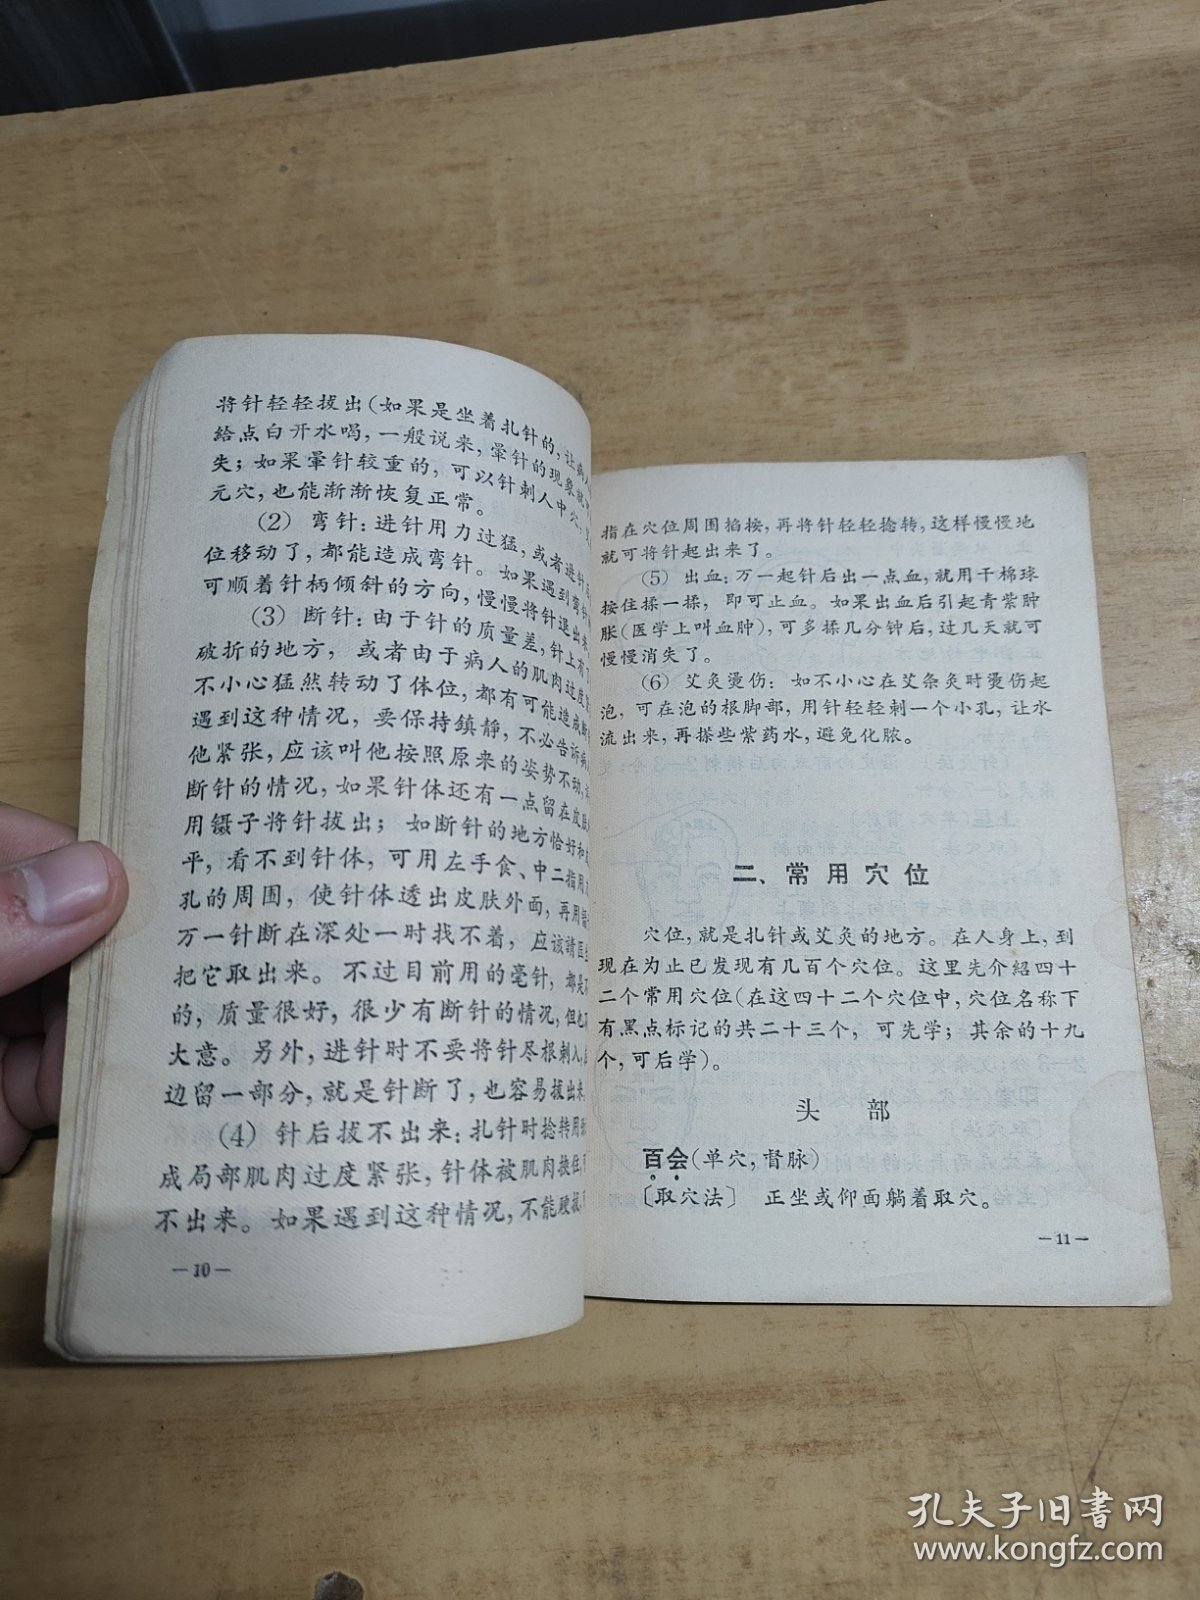 将针轻轻拔出(如果是坐着扎针的,让病人
给点白开水喝,一般说来,晕针的现象就
失;如果晕针较重的,可以针刺人中穴、
元穴,也能渐渐恢复正常。
(2) 弯针:进针用力过猛,或者进针
位移动了,都能造成弯针。如果遇到弯针
可顺着针柄倾斜的方向,慢慢将针退出来
(3) 断针:由于针的质量差,针上有
破折的地方,或者由于病人的肌肉过度
不小心猛然转动了体位,都有可能造成断
遇到这种情况,要保持鎮静,不必告诉病
他紧张,应该叫他按照原来的姿势不动,
断针的情况,如果针体还有一点留在皮肤
用镊子将针拔出;如断针的地方恰好和
平,看不到针体,可用左手食、中二指用
孔的周围,使针体透出皮肤外面,再用
万一针断在深处一时找不着,应该請医生
把它取出来。不过目前用的毫针,都是
的,质量很好,很少有断针的情况,但也
大意。另外,进针时不要将针尽根刺入,
边留一部分,就是针断了,也容易拔出来
(4) 针后拔不出来:扎针时捻转用
成局部肌肉过度紧张,针体被肌肉挾住
不出来。如果遇到这种情况,不能硬拔,
—10—
指在穴位周围掐按,再将针轻轻捻转,这样慢慢地
就可将针起出来了。
(5) 出血:万一起针后出一点血,就用干棉球
按住揉一揉,即可止血。如果出血后引起青紫肿
胀(医学上叫血肿),可多揉几分钟后,过几天就可
慢慢消失了。
(6) 艾灸烫伤:如不小心在艾条灸时烫伤起
泡,可在泡的根脚部,用针轻轻刺一个小孔,让水
流出来,再搽些紫药水,避免化脓。
二、常用穴位
穴位,就是扎针或艾灸的地方。在人身上,到
现在为止已发现有几百个穴位。这里先介紹四十
二个常用穴位(在这四十二个穴位中,穴位名称下
有黑点标记的共二十三个,可先学;其余的十九
个,可后学)。
头 部
百会(单穴,督脉)
〔取穴法〕 正坐或仰面躺着取穴。
—11—
孔夫子旧书网
www.kongfz.com